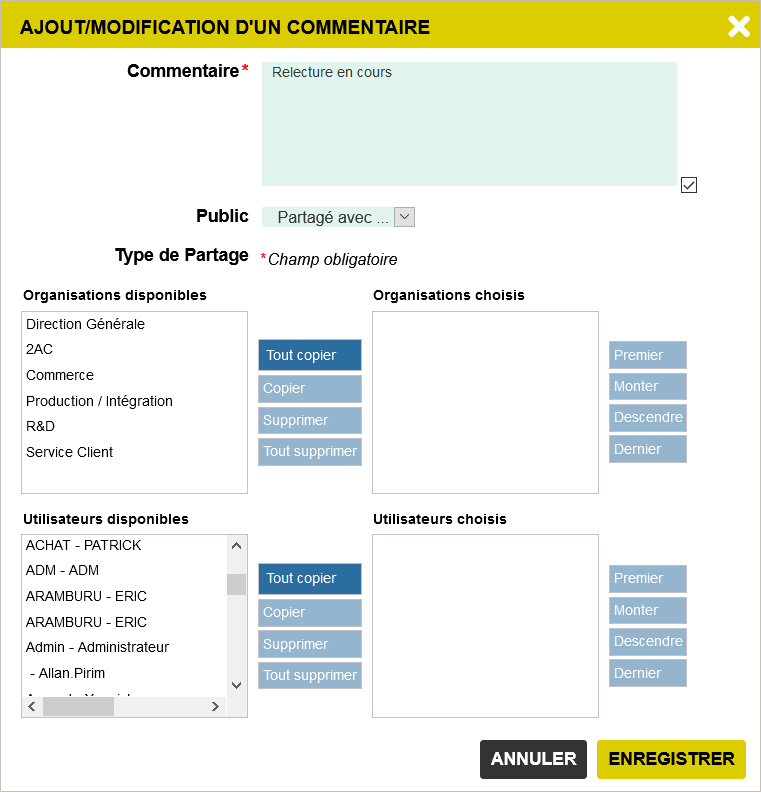 AJOUT/MODIFICATION D'UN COMMENTAIRE
Commentaire*
Relecture en cours
Public
Partagé avec ...
Type de Partage
*Champ obligatoire
Organisations disponibles
Direction Générale
2AC
Commerce
Production / Intégration
R&D
Service Client
Tout copier
Copier
Supprimer
Tout supprimer
Organisations choisis
Premier
Monter
Descendre
Dernier
Utilisateurs disponibles
ACHAT - PATRICK
ADM - ADM
ARAMBURU - ERIC
ARAMBURU - ERIC
Admin - Administrateur
- Allan.Pirim
Tout copier
Copier
Supprimer
Tout supprimer
Utilisateurs choisis
Premier
Monter
Descendre
Dernier
ANNULER
ENREGISTRER